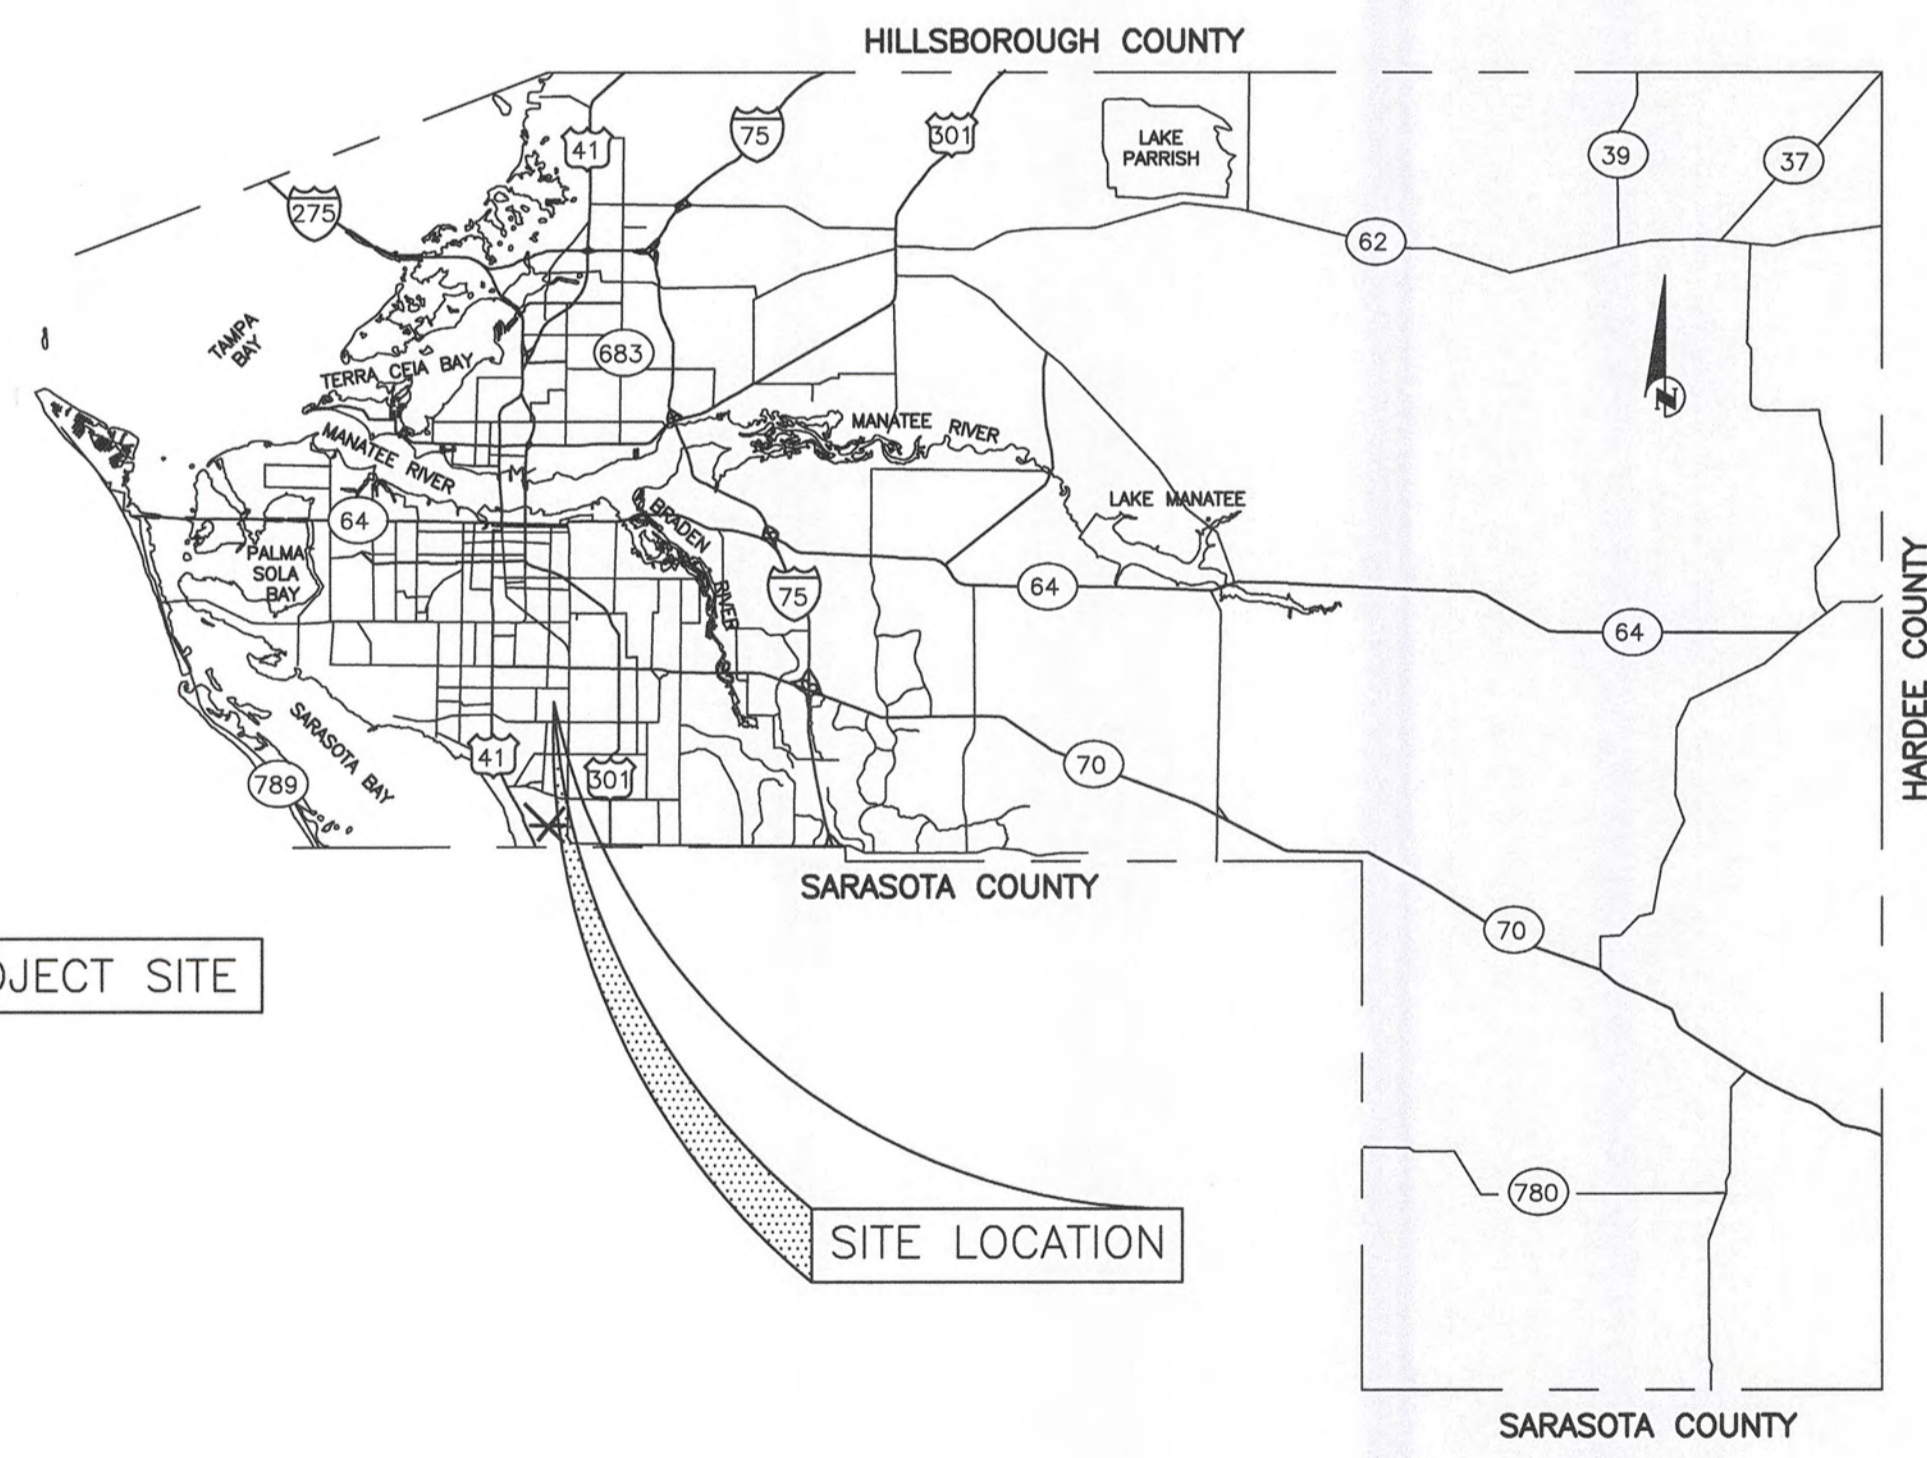 HILLSBOROUGH COUNTY
41
75
301
LAKE
PARRISH
39
37
275
62
TAMPA
BAY
TERRA CEIA BAY
683
MANATEE RIVER
MANATEE RIVER
N
64
BRADEN
RIVER
LAKE MANATEE
PALMA
SOLA
BAY
75
64
64
HARDEE COUNTY
SARASOTA BAY
789
41
301
70
SARASOTA COUNTY
70
OJECT SITE
780
SITE LOCATION
SARASOTA COUNTY